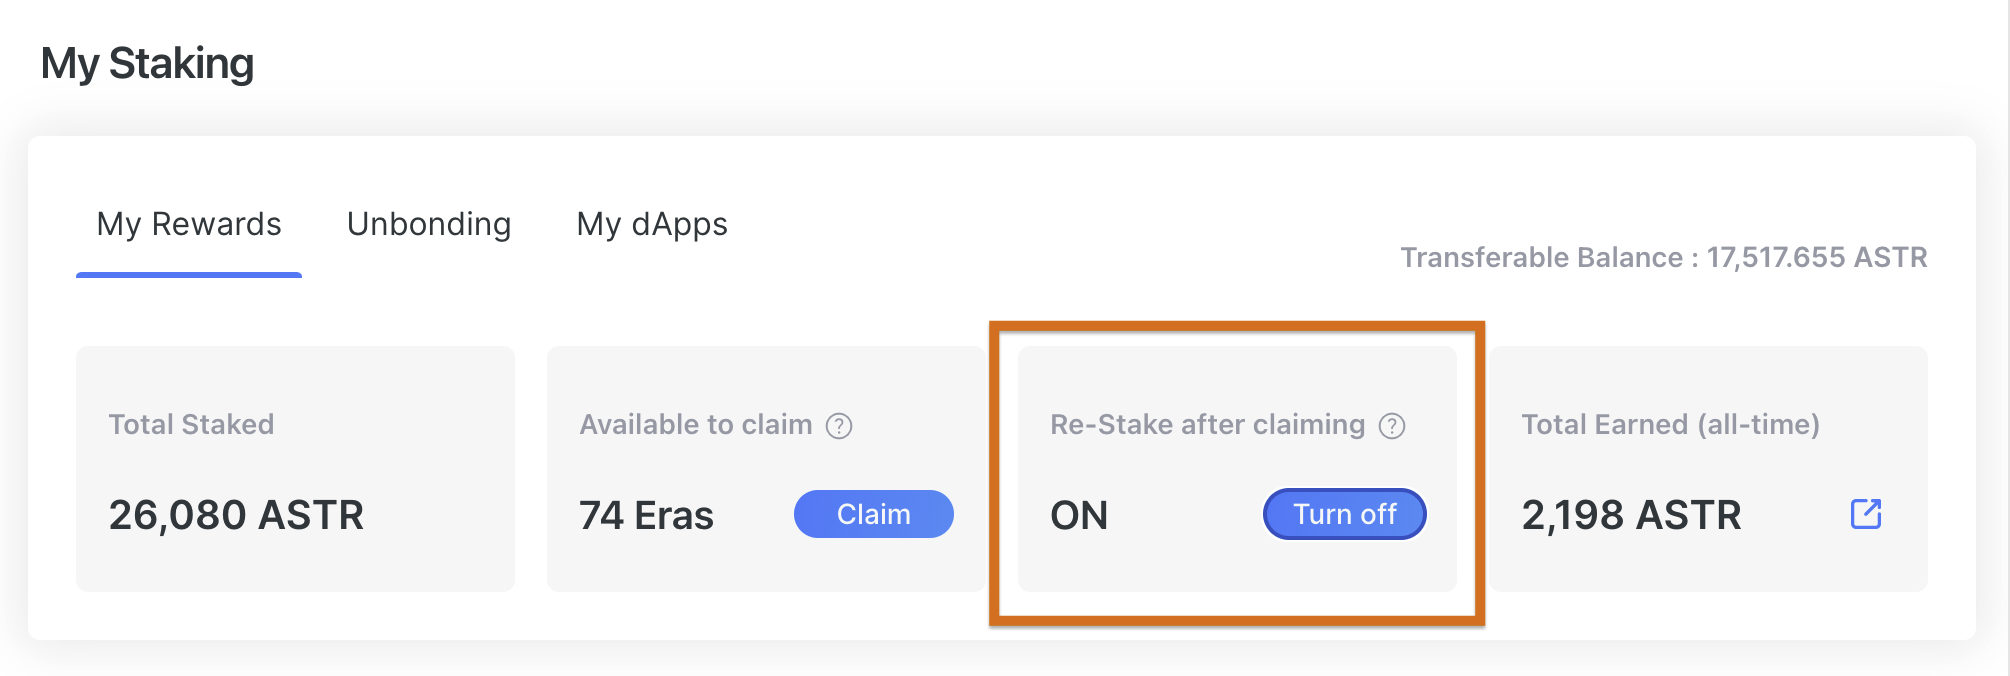 My Staking
My Rewards Unbonding My dApps
Transferable Balance : 17,517.655 ASTR
Total Staked
26,080 ASTR
Available to claim ?
74 Eras Claim
Re-Stake after claiming ?
ON Turn off
Total Earned (all-time)
2,198 ASTR